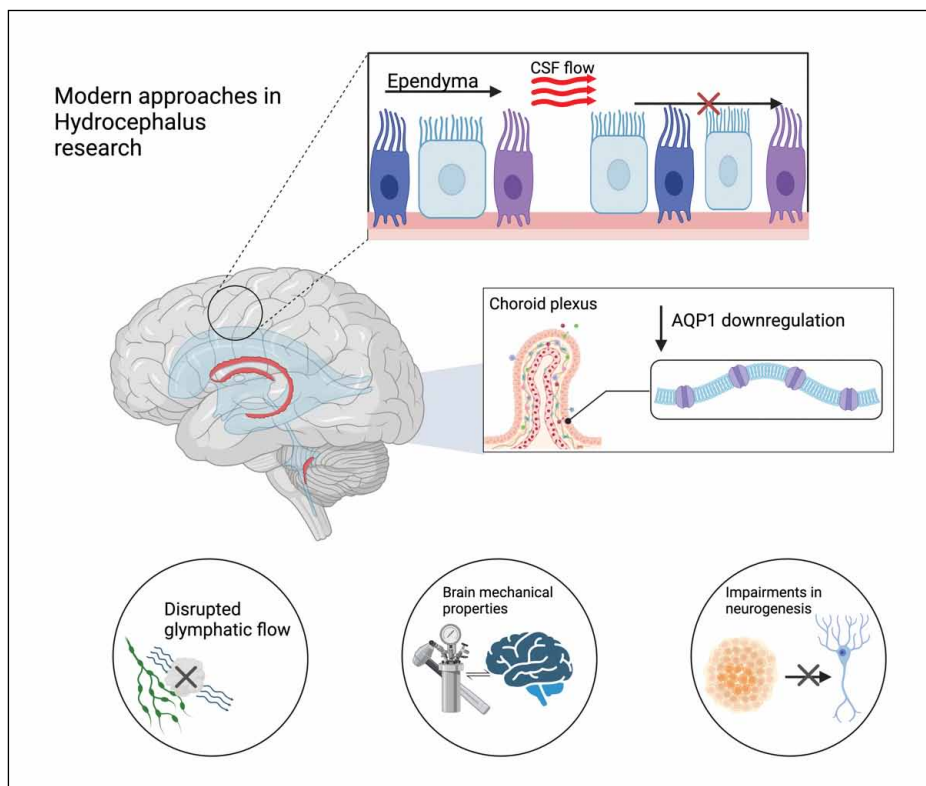 Modern approaches in
Hydrocephalus
research
Ependyma
CSF flow
Choroid plexus
AQP1 downregulation
Disrupted
glymphatic flow
Brain mechanical
properties
Impairments in
neurogenesis